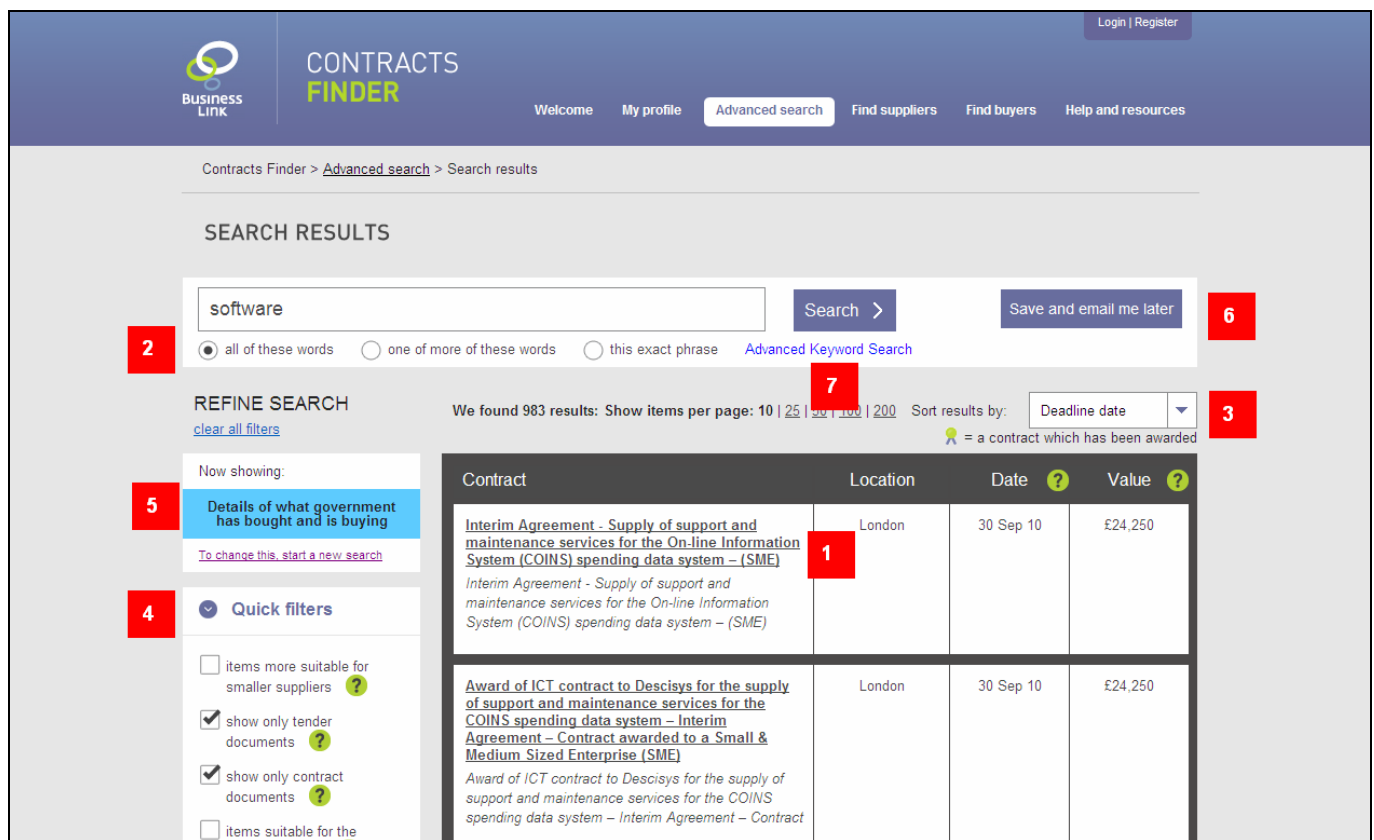 Login | Register
Business
Link
CONTRACTS
FINDER
Welcome My profile Advanced search Find suppliers Find buyers Help and resources
Contracts Finder > Advanced search > Search results
SEARCH RESULTS
software
Search
Save and email me later
6
2
all of these words one of more of these words this exact phrase Advanced Keyword Search
7
REFINE SEARCH
clear all filters
We found 983 results: Show items per page: 10 | 25 | 50 | 100 | 200 Sort results by: Deadline date
3
= a contract which has been awarded
Now showing:
5
Details of what government
has bought and is buying
To change this, start a new search
4
Quick filters
items more suitable for
smaller suppliers ?
show only tender
documents ?
show only contract
documents ?
items suitable for the
Contract Location Date ? Value ?
Interim Agreement - Supply of support and
maintenance services for the On-line Information
System (COINS) spending data system – (SME)
London 30 Sep 10 £24,250
1
Interim Agreement - Supply of support and
maintenance services for the On-line Information
System (COINS) spending data system – (SME)
Award of ICT contract to Descisys for the supply
of support and maintenance services for the
COINS spending data system – Interim
Agreement – Contract awarded to a Small &
Medium Sized Enterprise (SME)
London 30 Sep 10 £24,250
Award of ICT contract to Descisys for the supply of
support and maintenance services for the COINS
spending data system – Interim Agreement – Contract